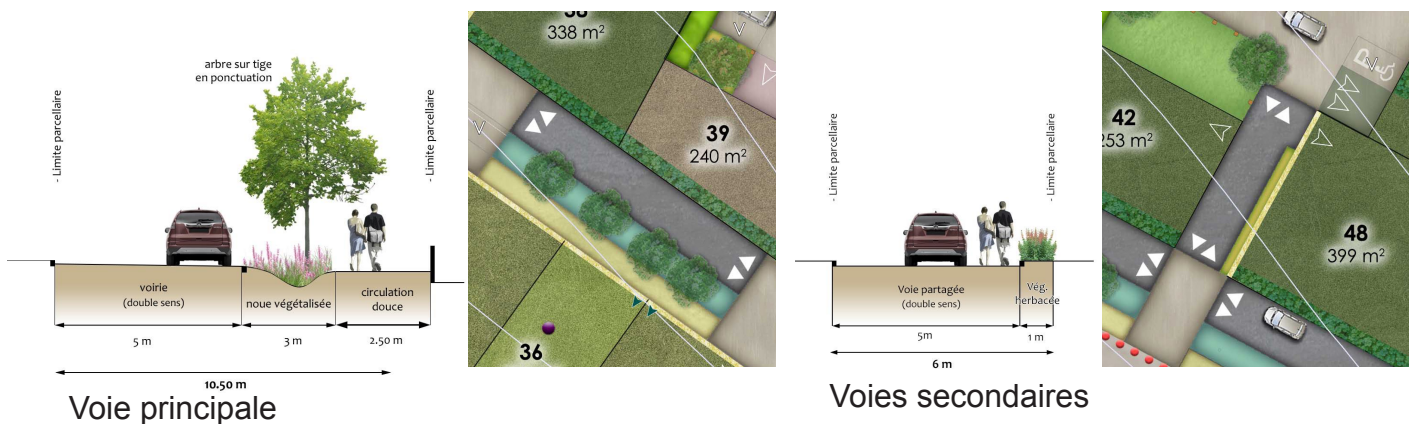 arbre sur tige
en ponctuation
- Limite parcellaire
- Limite parcellaire
voirie
(double sens)
noue végétalisée
circulation
douce
5 m
3 m
2.50 m
10.50 m
Voie principale
338 m²
39
240 m²
36
- Limite parcellaire
- Limite parcellaire
Voie partagée
(double sens)
Vég.
herbacée
5m
1 m
6 m
Voies secondaires
42
253 m²
48
399 m²